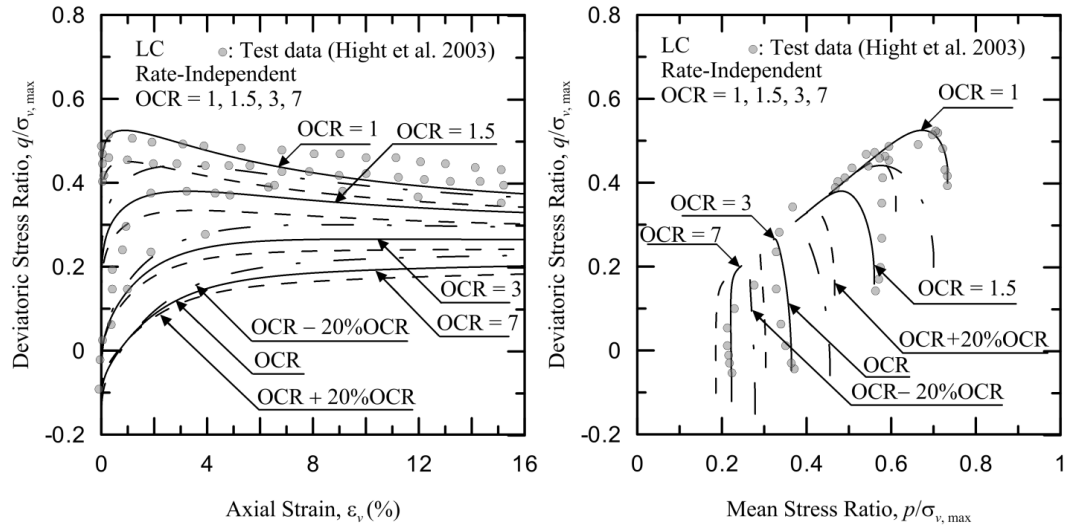 0.8
0.6
0.4
0.2
0
-0.2
Deviatoric Stress Ratio, q/σv, max
LC
: Test data (Hight et al. 2003)
Rate-Independent
OCR = 1, 1.5, 3, 7
OCR = 1
OCR = 1.5
OCR = 3
OCR = 7
OCR − 20%OCR
OCR
OCR + 20%OCR
0 4 8 12 16
Axial Strain, εv (%)
0.8
0.6
0.4
0.2
0
-0.2
Deviatoric Stress Ratio, q/σv, max
LC
: Test data (Hight et al. 2003)
Rate-Independent
OCR = 1, 1.5, 3, 7
OCR = 1
OCR = 3
OCR = 7
OCR = 1.5
OCR+20%OCR
OCR
OCR− 20%OCR
0 0.2 0.4 0.6 0.8 1
Mean Stress Ratio, p/σv, max